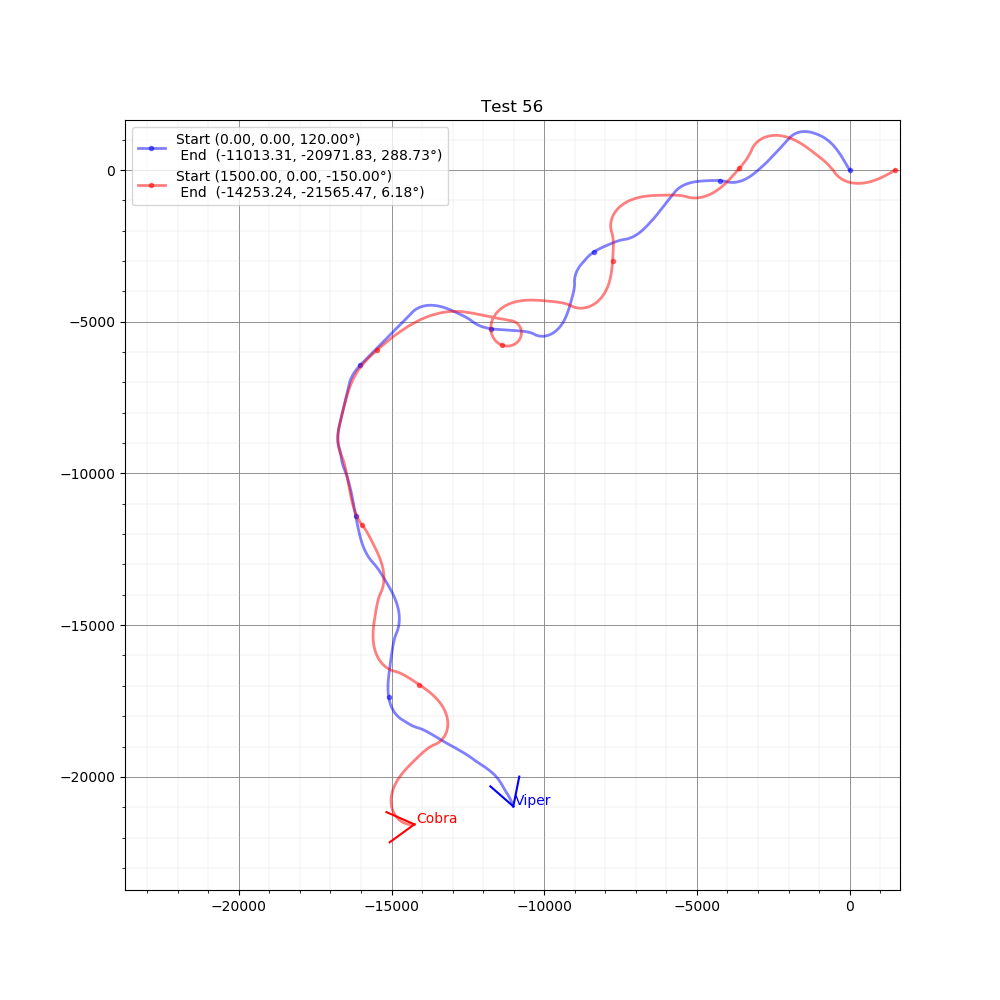 Test 56
Start (0.00, 0.00, 120.00°)
End (-11013.31, -20971.83, 288.73°)
Start (1500.00, 0.00, -150.00°)
End (-14253.24, -21565.47, 6.18°)
0
−5000
−10000
−15000
−20000
Viper
Cobra
−20000 −15000 −10000 −5000 0